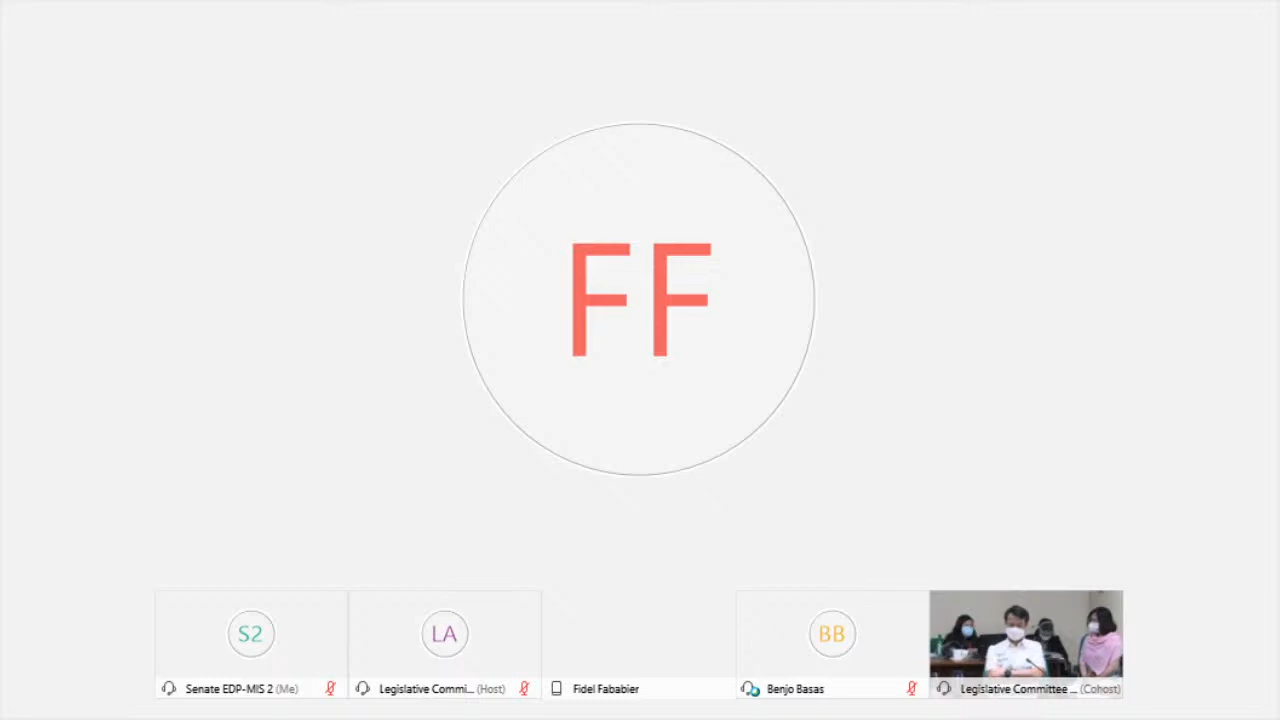 FF
S2
LA
BB
Senate EDP-MIS 2 (Me)
Legislative Commi... (Host)
Fidel Fababier
Benjo Basas
Legislative Committee ... (Cohost)